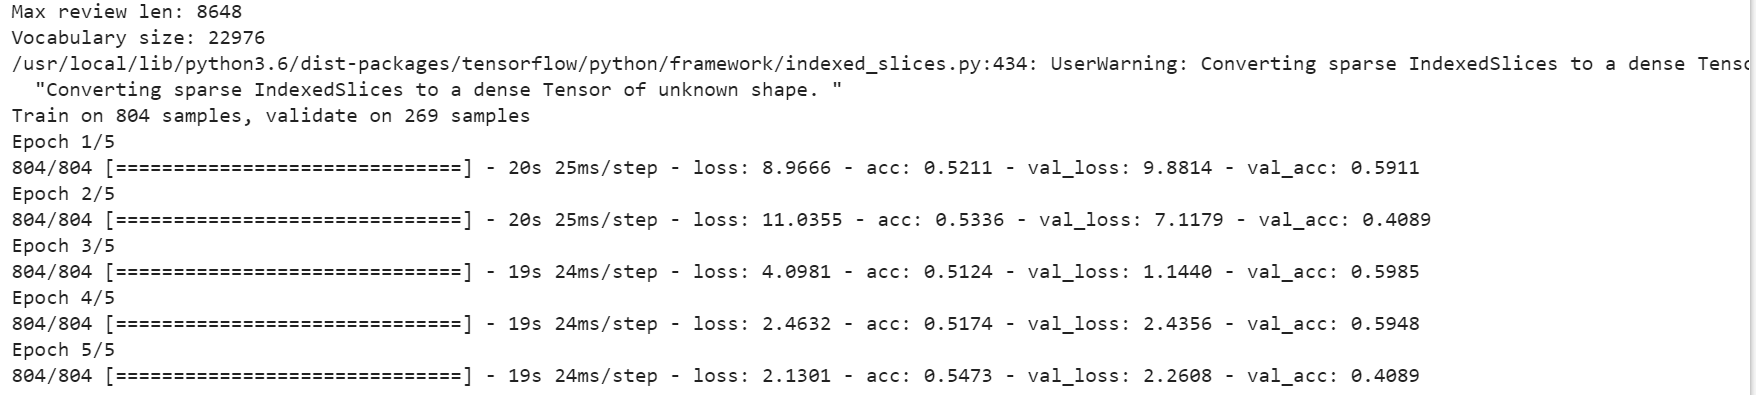 Max review len: 8648
Vocabulary size: 22976
/usr/local/lib/python3.6/dist-packages/tensorflow/python/framework/indexed_slices.py:434: UserWarning: Converting sparse IndexedSlices to a dense Tenso
"Converting sparse IndexedSlices to a dense Tensor of unknown shape. "
Train on 804 samples, validate on 269 samples
Epoch 1/5
804/804 [==============================] - 20s 25ms/step - loss: 8.9666 - acc: 0.5211 - val_loss: 9.8814 - val_acc: 0.5911
Epoch 2/5
804/804 [==============================] - 20s 25ms/step - loss: 11.0355 - acc: 0.5336 - val_loss: 7.1179 - val_acc: 0.4089
Epoch 3/5
804/804 [==============================] - 19s 24ms/step - loss: 4.0981 - acc: 0.5124 - val_loss: 1.1440 - val_acc: 0.5985
Epoch 4/5
804/804 [==============================] - 19s 24ms/step - loss: 2.4632 - acc: 0.5174 - val_loss: 2.4356 - val_acc: 0.5948
Epoch 5/5
804/804 [==============================] - 19s 24ms/step - loss: 2.1301 - acc: 0.5473 - val_loss: 2.2608 - val_acc: 0.4089